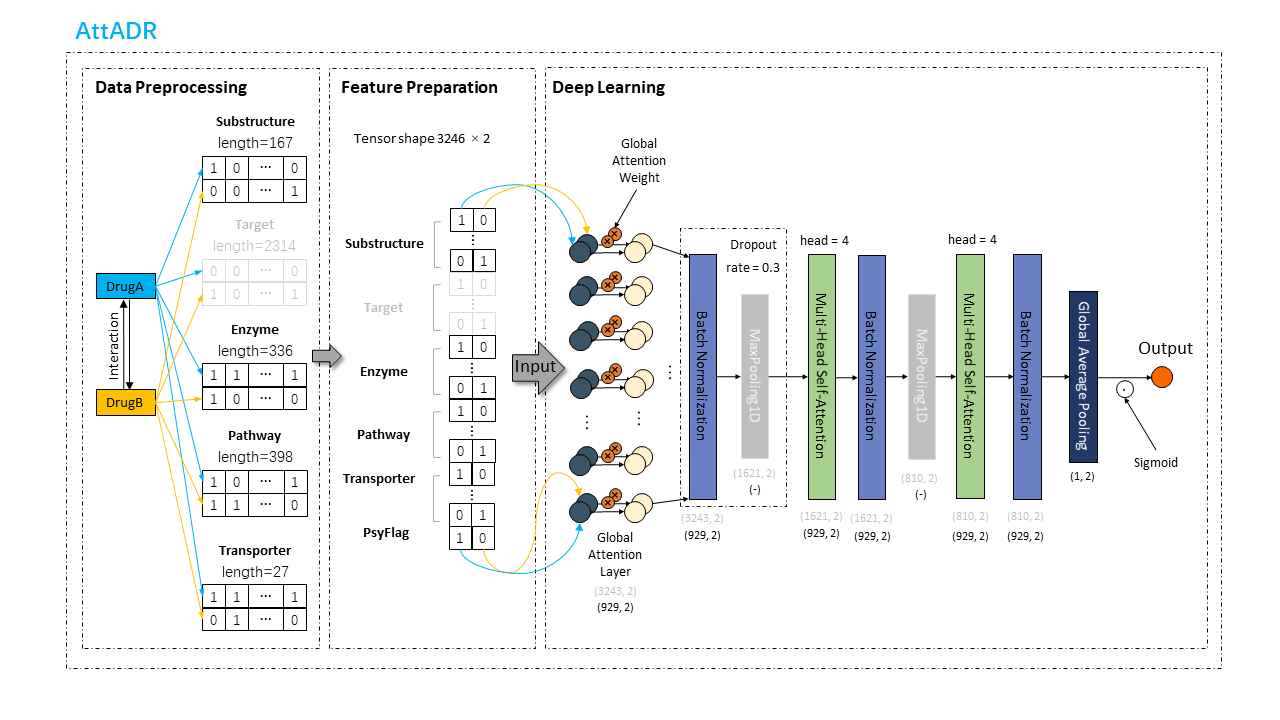 AttADR
Data Preprocessing
Substructure
length=167
1 0 ··· 0
0 0 ··· 1
Target
length=2314
0 0 ··· 0
1 0 ··· 1
DrugA
Interaction
DrugB
Enzyme
length=336
1 1 ··· 1
1 0 ··· 0
Pathway
length=398
1 0 ··· 1
1 1 ··· 0
Transporter
length=27
1 1 ··· 1
0 1 ··· 0
Feature Preparation
Tensor shape 3246 × 2
Substructure
1 0
⋮
0 1
Target
1 0
⋮
0 1
Enzyme
1 0
⋮
0 1
Pathway
1 0
⋮
0 1
Transporter
1 0
⋮
0 1
PsyFlag
1 0
Input
Deep Learning
Global
Attention
Weight
Global
Attention
Layer
(3243, 2)
(929, 2)
Dropout
rate = 0.3
Batch Normalization
(3243, 2)
(929, 2)
MaxPooling1D
(1621, 2)
(-)
head = 4
Multi-Head Self-Attention
(1621, 2)
(929, 2)
Batch Normalization
(1621, 2)
(929, 2)
MaxPooling1D
(810, 2)
(-)
head = 4
Multi-Head Self-Attention
(810, 2)
(929, 2)
Batch Normalization
(810, 2)
(929, 2)
Global Average Pooling
(1, 2)
Output
Sigmoid